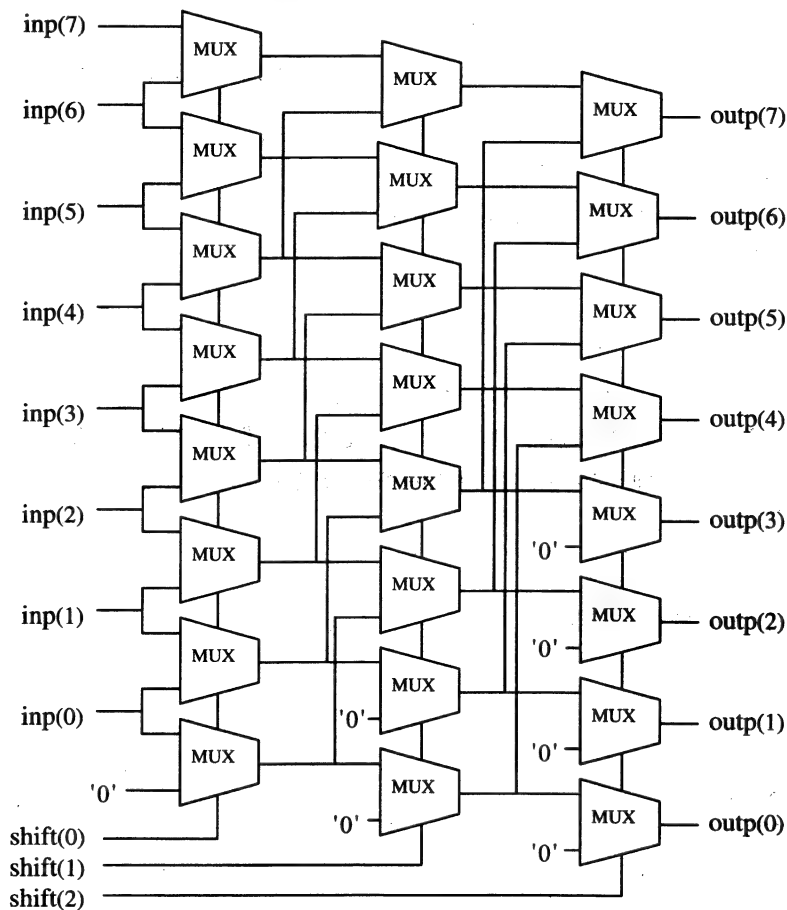 inp(7)
MUX
MUX
MUX
inp(6)
outp(7)
MUX
MUX
MUX
inp(5)
outp(6)
MUX
MUX
MUX
inp(4)
outp(5)
MUX
MUX
MUX
inp(3)
outp(4)
MUX
MUX
MUX
inp(2)
outp(3)
'0'
MUX
MUX
MUX
inp(1)
outp(2)
'0'
MUX
MUX
MUX
inp(0)
'0'
outp(1)
'0'
MUX
MUX
MUX
'0'
'0'
outp(0)
'0'
shift(0)
shift(1)
shift(2)